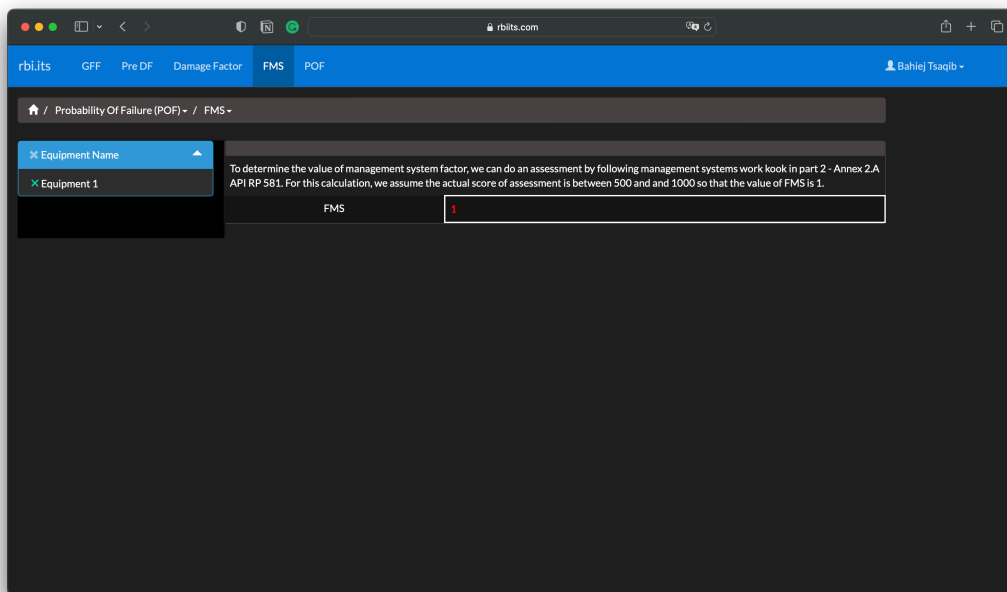 rbiits.com
rbi.its GFF Pre DF Damage Factor FMS POF Bahiej Tsaqib
/ Probability Of Failure (POF) / FMS
Equipment Name
Equipment 1
To determine the value of management system factor, we can do an assessment by following management systems work kook in part 2 - Annex 2.A
API RP 581. For this calculation, we assume the actual score of assessment is between 500 and and 1000 so that the value of FMS is 1.
FMS 1